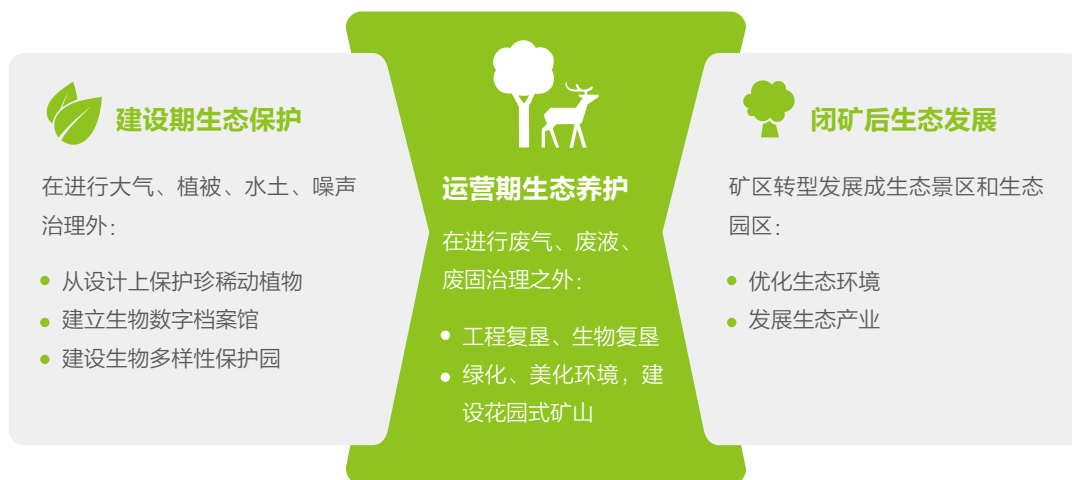 建设期生态保护
在进行大气、植被、水土、噪声
治理外：
从设计上保护珍稀动植物
建立生物数字档案馆
建设生物多样性保护园
运营期生态养护
在进行废气、废液、
废固治理之外：
工程复垦、生物复垦
绿化、美化环境，建
设花园式矿山
闭矿后生态发展
矿区转型发展成生态景区和生态
园区：
优化生态环境
发展生态产业